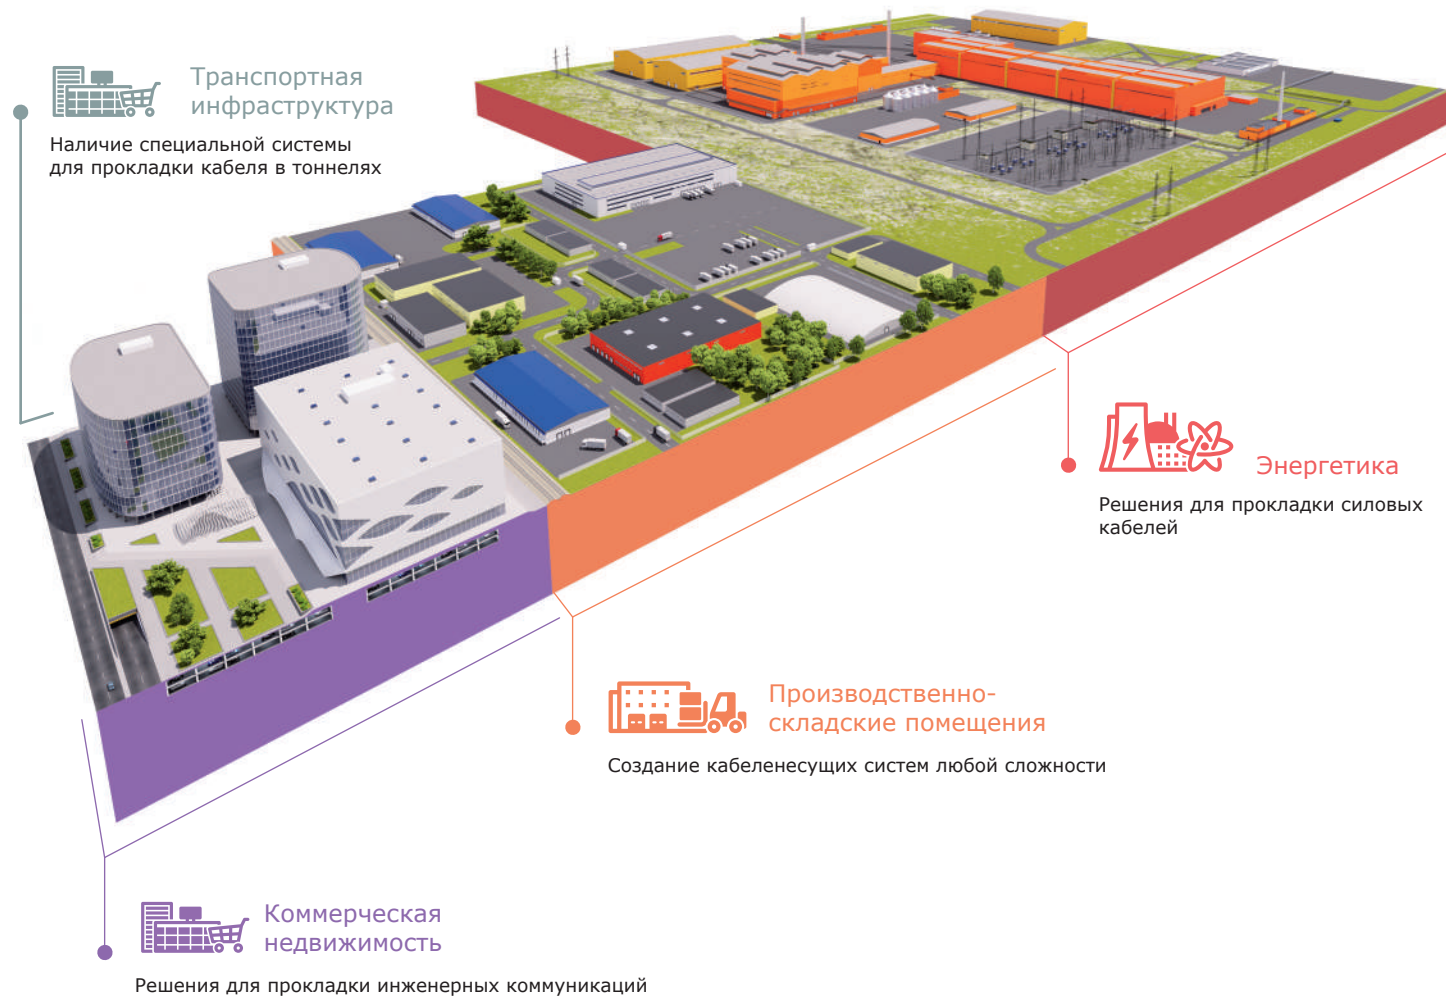 Транспортная
инфраструктура
Наличие специальной системы
для прокладки кабеля в тоннелях
Энергетика
Решения для прокладки силовых
кабелей
Производственно-
складские помещения
Создание кабеленесущих систем любой сложности
Коммерческая
недвижимость
Решения для прокладки инженерных коммуникаций